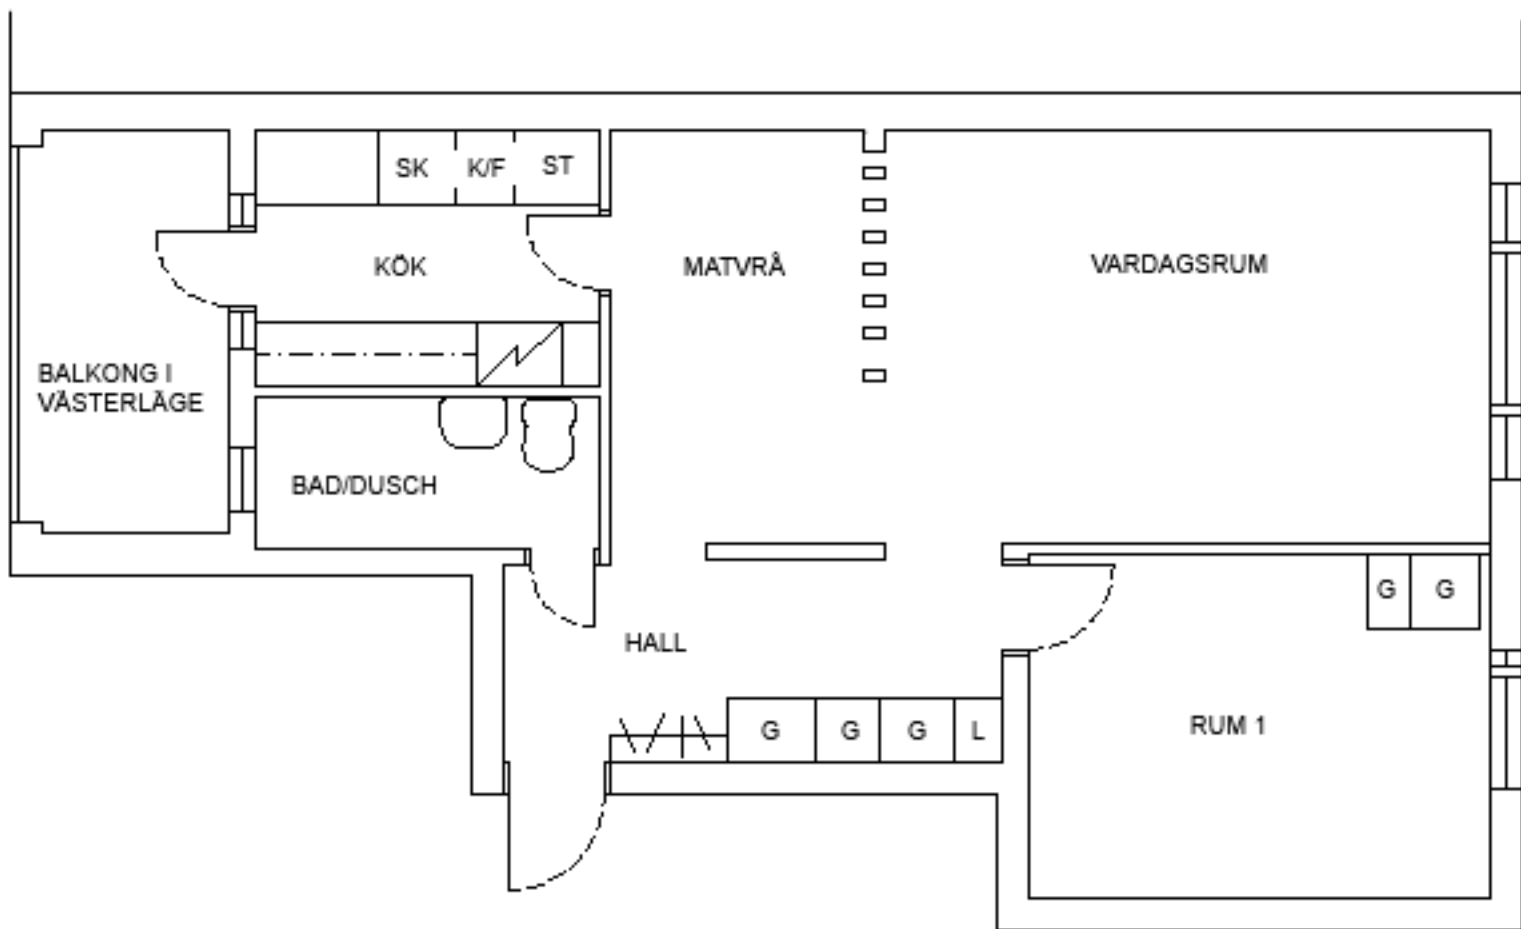 SK K/F ST
KÖK
MATVRÅ
VARDAGSRUM
BALKONG I
VÄSTERLÄGE
BAD/DUSCH
G G
HALL
RUM 1
G G G L